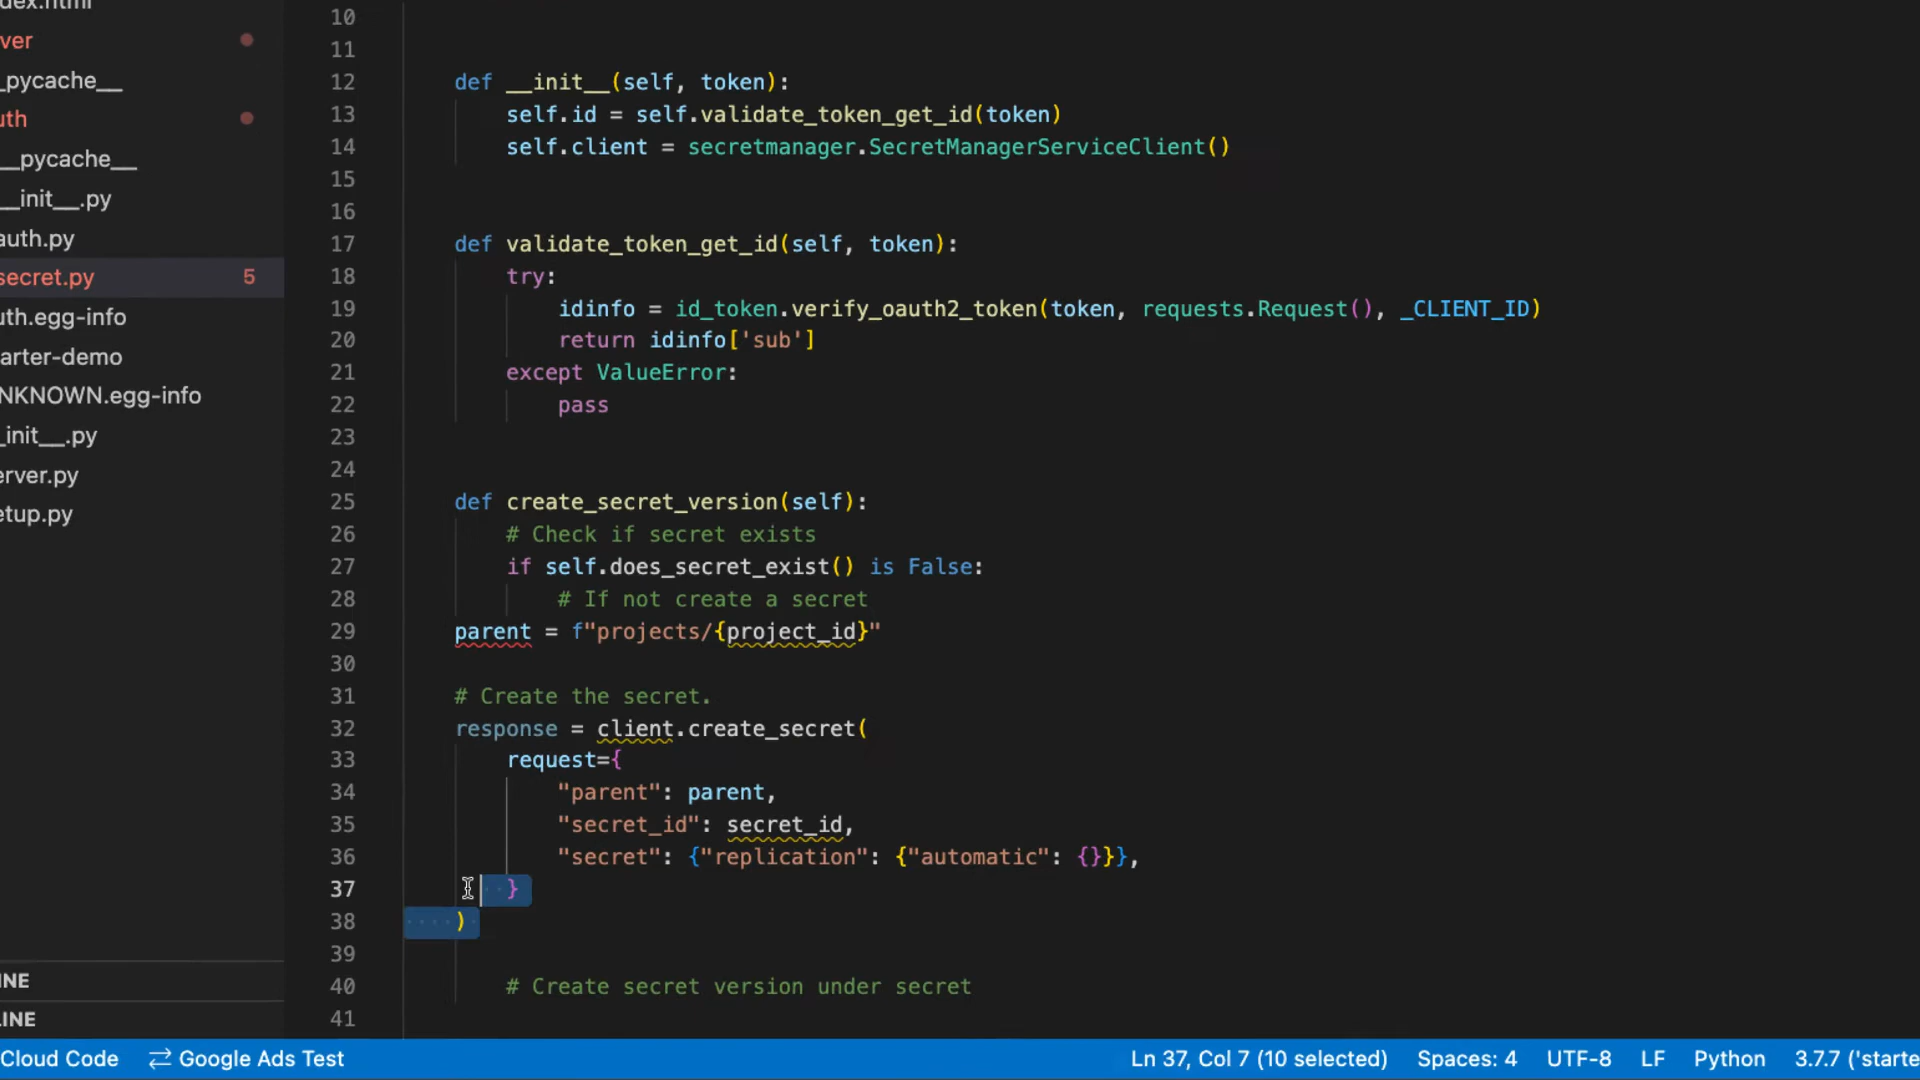 dex.html
ver
_pycache__
uth
__pycache__
__init__.py
auth.py
secret.py 5
uth.egg-info
arter-demo
NKNOWN.egg-info
_init__.py
erver.py
etup.py
INE
LINE
10
11
12 def __init__(self, token):
13 self.id = self.validate_token_get_id(token)
14 self.client = secretmanager.SecretManagerServiceClient()
15
16
17 def validate_token_get_id(self, token):
18 try:
19 idinfo = id_token.verify_oauth2_token(token, requests.Request(), _CLIENT_ID)
20 return idinfo['sub']
21 except ValueError:
22 pass
23
24
25 def create_secret_version(self):
26 # Check if secret exists
27 if self.does_secret_exist() is False:
28 # If not create a secret
29 parent = f"projects/{project_id}"
30
31 # Create the secret.
32 response = client.create_secret(
33 request={
34 "parent": parent,
35 "secret_id": secret_id,
36 "secret": {"replication": {"automatic": {}}},
37 }
38 )
39
40 # Create secret version under secret
41
Cloud Code Google Ads Test Ln 37, Col 7 (10 selected) Spaces: 4 UTF-8 LF Python 3.7.7 ('starte